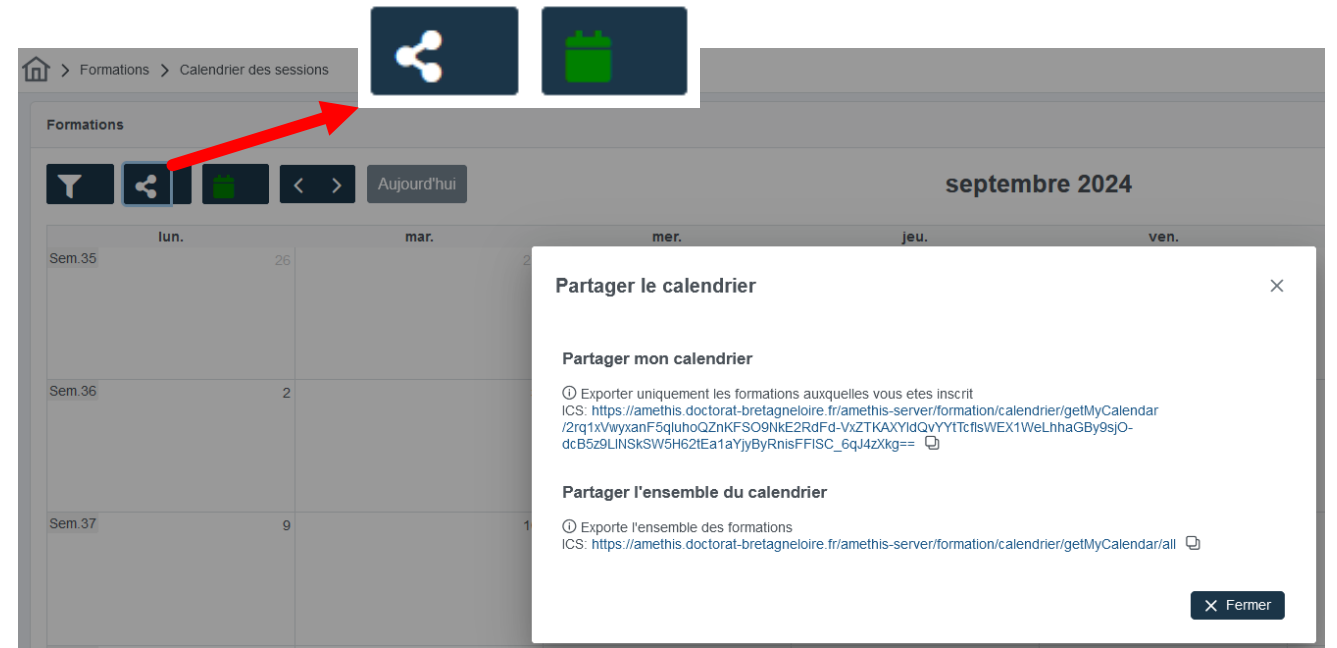 Formations Calendrier des sessions
Formations
Aujourd'hui
septembre 2024
lun. mar. mer. jeu. ven.
Sem.35 26 2
Partager le calendrier
Partager mon calendrier
Exporter uniquement les formations auxquelles vous etes inscrit
ICS: https://amethis.doctorat-bretagneloire.fr/amethis-server/formation/calendrier/getMyCalendar
/2rq1xVwyxanF5qluhoQZnKFSO9NkE2RdFd-VxZTKAXYldQvYYtTcflsWEX1WeLhhaGBy9sjO-
dcB5z9LlNSkSW5H62tEa1aYjyByRnisFFlSC_6qJ4zXkg==
Sem.36 2
Partager l'ensemble du calendrier
Exporte l'ensemble des formations
ICS: https://amethis.doctorat-bretagneloire.fr/amethis-server/formation/calendrier/getMyCalendar/all
Sem.37 9 1
Fermer